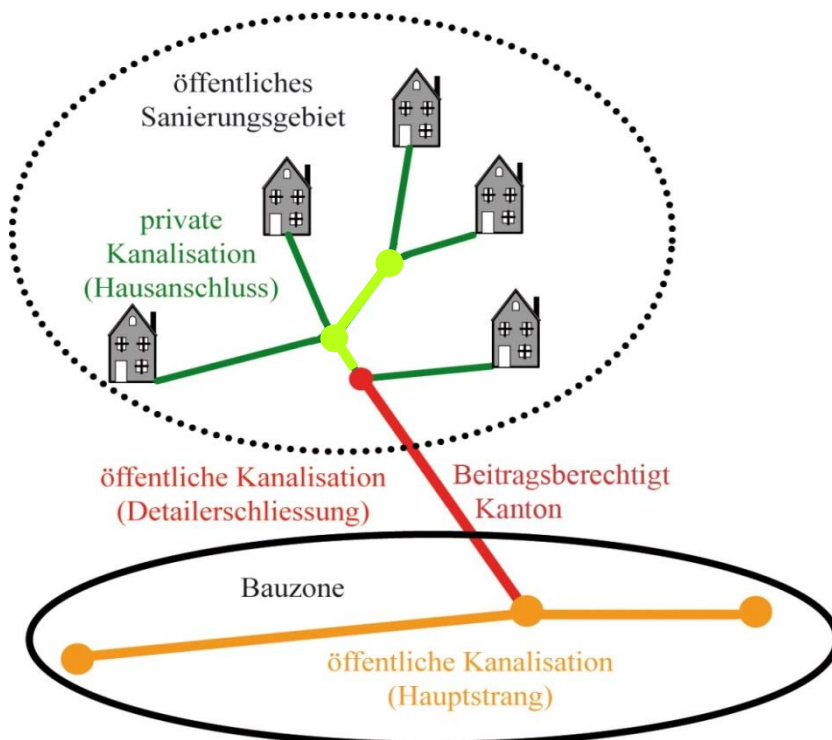 öffentliches
Sanierungsgebiet
private
Kanalisation
(Hausanschluss)
öffentliche Kanalisation
(Detailerschliessung)
Beitragsberechtigt
Kanton
Bauzone
öffentliche Kanalisation
(Hauptstrang)